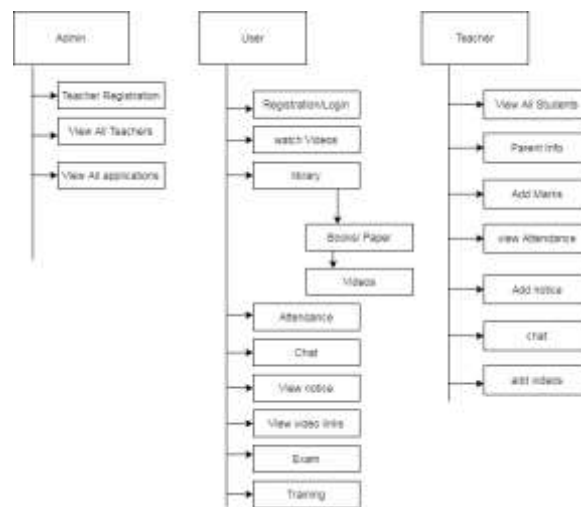 Admin
Teacher Registration
View All Teachers
View All applications
User
Registration/Login
watch Videos
library
Books/ Paper
Videos
Attendance
Chat
View notice
View video links
Exam
Training
Teacher
View All Students
Parent Info
Add Marks
view Attendance
Add notice
chat
add videos